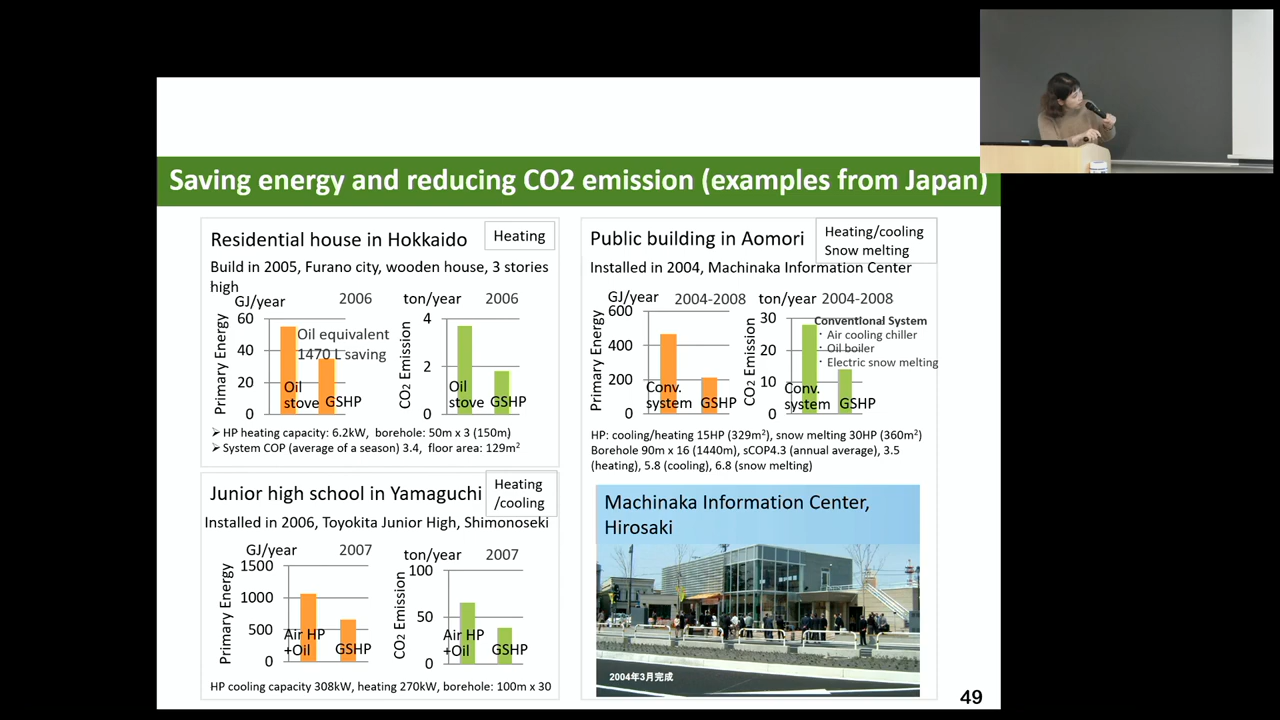 Saving energy and reducing CO2 emission (examples from Japan)
Residential house in Hokkaido
Heating
Build in 2005, Furano city, wooden house, 3 stories
high
GJ/year
2006
ton/year
2006
Primary Energy
60
40
20
0
Oil equivalent
1470 L saving
Oil
stove
GSHP
CO2 Emission
4
2
0
Oil
stove
GSHP
➢ HP heating capacity: 6.2kW, borehole: 50m x 3 (150m)
➢ System COP (average of a season) 3.4, floor area: 129m²
Junior high school in Yamaguchi
Heating
/cooling
Installed in 2006, Toyokita Junior High, Shimonoseki
GJ/year
2007
ton/year
2007
Primary Energy
1500
1000
500
0
Air HP
+Oil
GSHP
CO2 Emission
100
50
0
Air HP
+Oil
GSHP
HP cooling capacity 308kW, heating 270kW, borehole: 100m x 30
Public building in Aomori
Heating/cooling
Snow melting
Installed in 2004, Machinaka Information Center
GJ/year
2004-2008
ton/year
2004-2008
Primary Energy
600
400
200
0
Conv.
system
GSHP
CO2 Emission
30
20
10
0
Conventional System
・ Air cooling chiller
・ Oil boiler
・ Electric snow melting
Conv.
system
GSHP
HP: cooling/heating 15HP (329m²), snow melting 30HP (360m²)
Borehole 90m x 16 (1440m), sCOP4.3 (annual average), 3.5
(heating), 5.8 (cooling), 6.8 (snow melting)
Machinaka Information Center,
Hirosaki
2004年3月完成
49